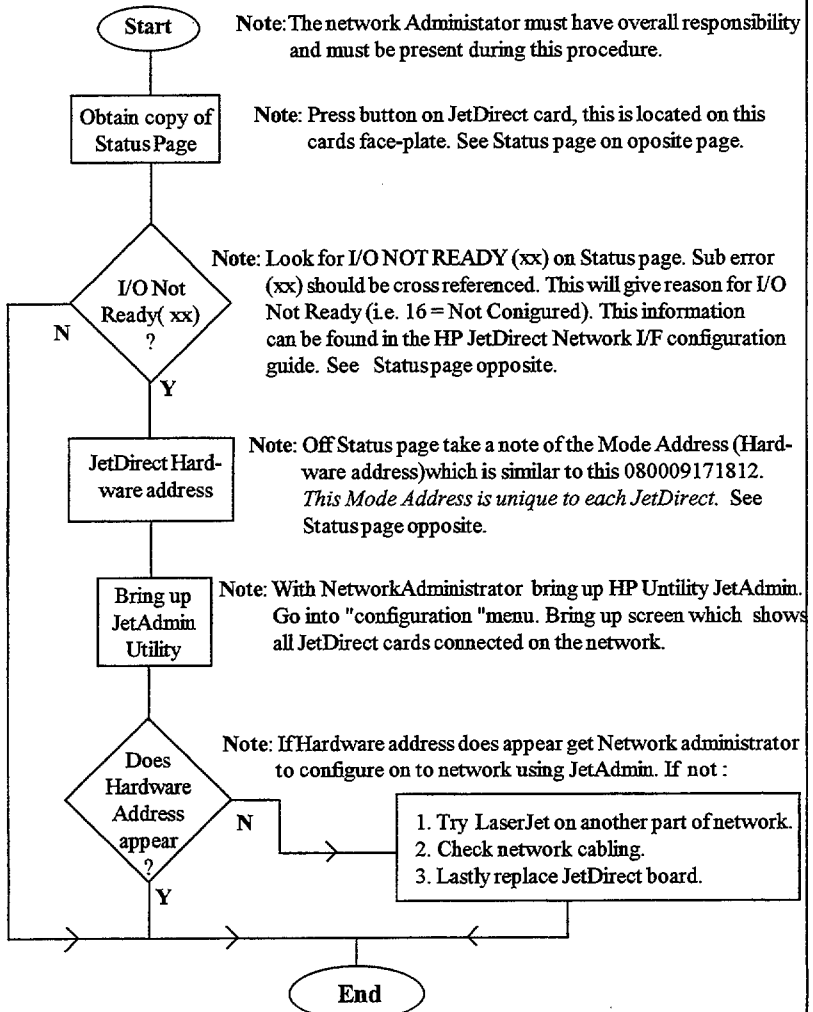 Start
Note:The network Administator must have overall responsibility
and must be present during this procedure.
Obtain copy of
Status Page
Note: Press button on JetDirect card, this is located on this
cards face-plate. See Status page on oposite page.
I/O Not
Ready( xx)
?
N
Y
Note: Look for I/O NOT READY (xx) on Status page. Sub error
(xx) should be cross referenced. This will give reason for I/O
Not Ready (i.e. 16 = Not Conigured). This information
can be found in the HP JetDirect Network I/F configuration
guide. See Status page opposite.
JetDirect Hard-
ware address
Note: Off Status page take a note of the Mode Address (Hard-
ware address)which is similar to this 080009171812.
This Mode Address is unique to each JetDirect. See
Status page opposite.
Bring up
JetAdmin
Utility
Note: With NetworkAdministrator bring up HP Untility JetAdmin.
Go into "configuration "menu. Bring up screen which shows
all JetDirect cards connected on the network.
Does
Hardware
Address
appear
?
N
Y
Note: If Hardware address does appear get Network administrator
to configure on to network using JetAdmin. If not :
1. Try LaserJet on another part of network.
2. Check network cabling.
3. Lastly replace JetDirect board.
End